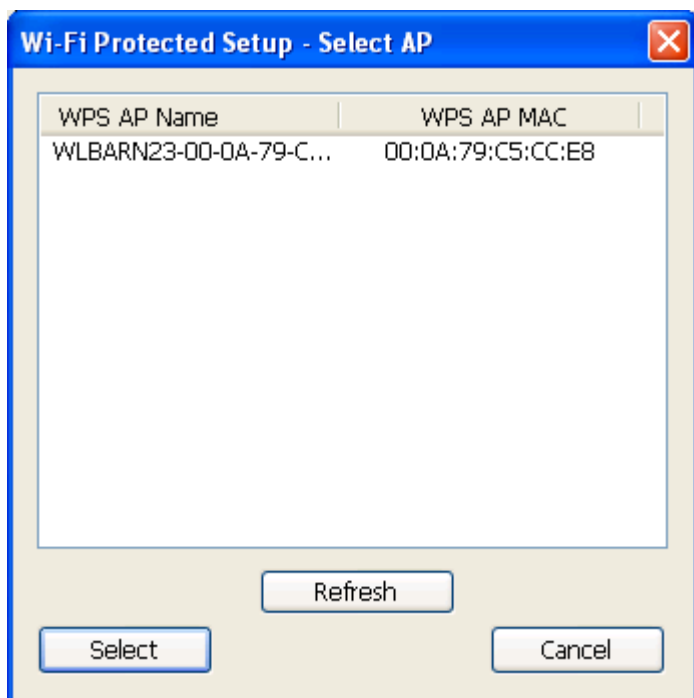 Wi-Fi Protected Setup - Select AP
WPS AP Name WPS AP MAC
WLBARN23-00-0A-79-C... 00:0A:79:C5:CC:E8
Refresh
Select Cancel